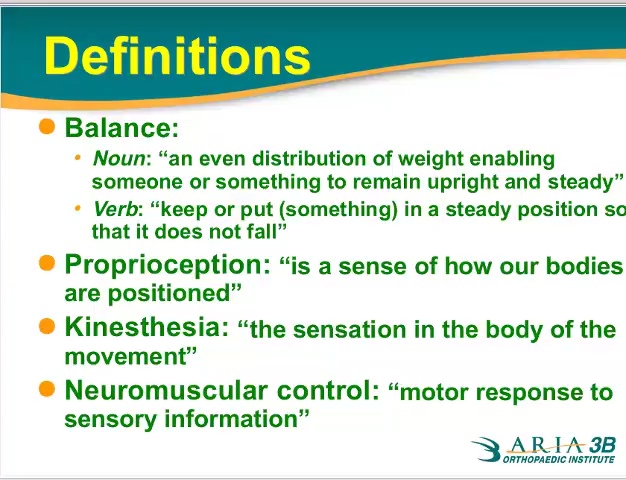 Definitions
Balance:
Noun: “an even distribution of weight enabling
someone or something to remain upright and steady”
Verb: “keep or put (something) in a steady position so
that it does not fall”
Proprioception: “is a sense of how our bodies
are positioned”
Kinesthesia: “the sensation in the body of the
movement”
Neuromuscular control: “motor response to
sensory information”
ARIA 3B
ORTHOPAEDIC INSTITUTE